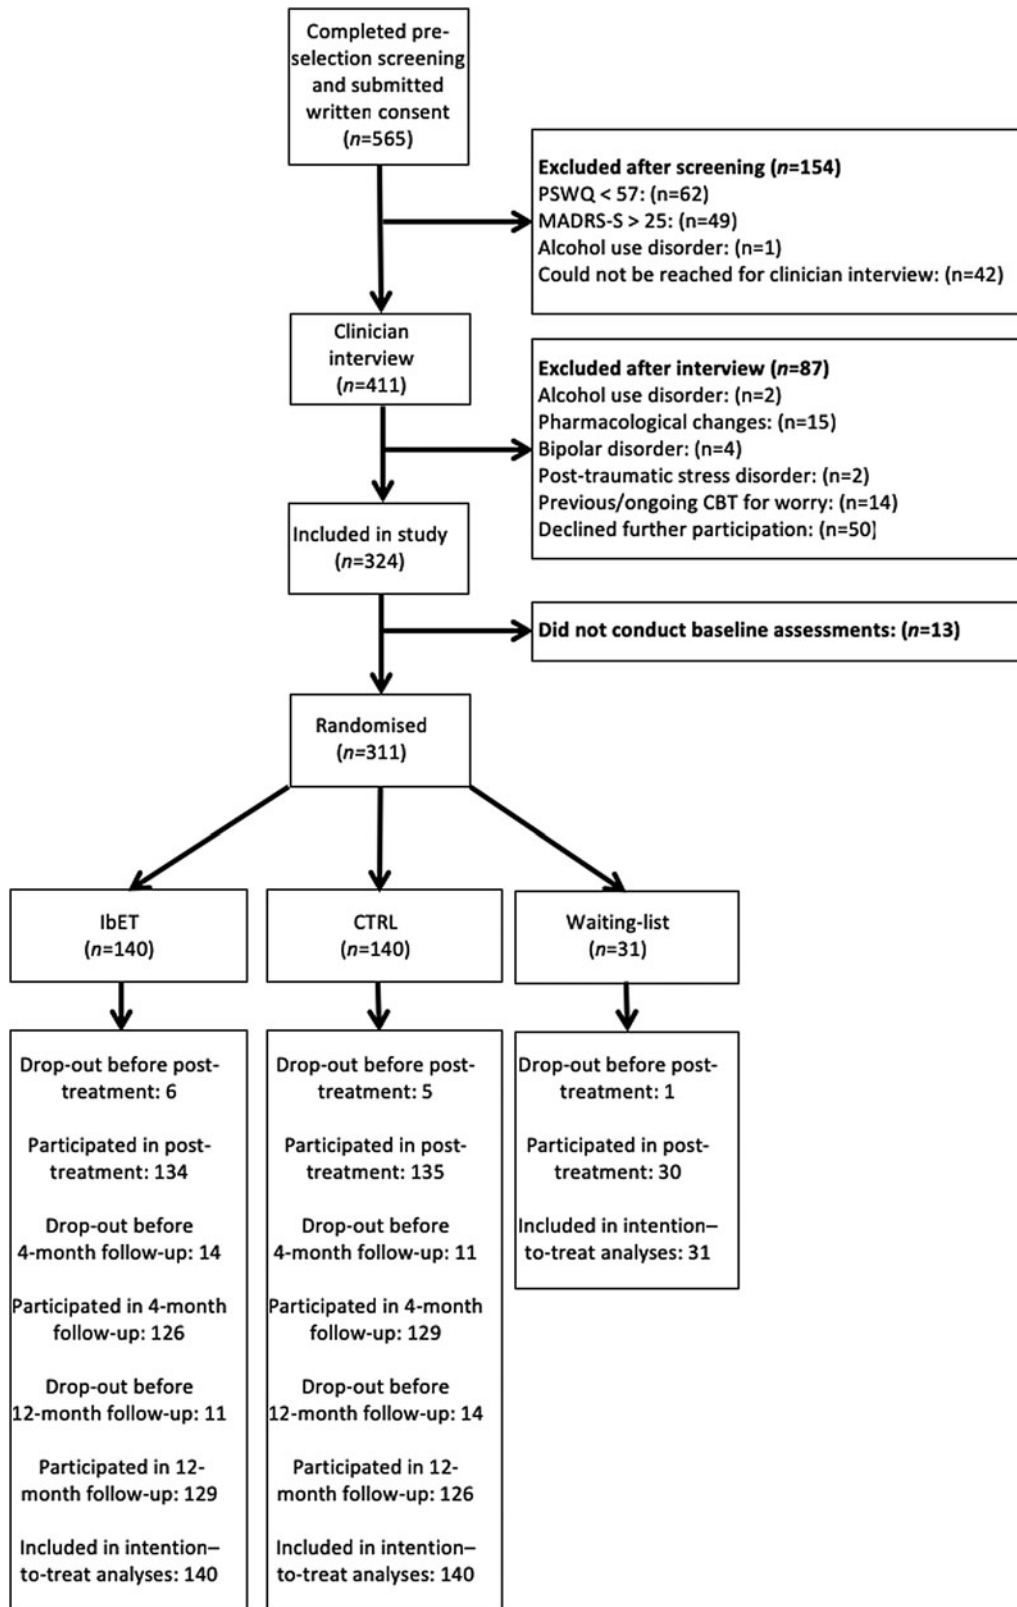 Completed pre-
selection screening
and submitted
written consent
(n=565)
Excluded after screening (n=154)
PSWQ < 57: (n=62)
MADRS-S > 25: (n=49)
Alcohol use disorder: (n=1)
Could not be reached for clinician interview: (n=42)
Clinician
interview
(n=411)
Excluded after interview (n=87)
Alcohol use disorder: (n=2)
Pharmacological changes: (n=15)
Bipolar disorder: (n=4)
Post-traumatic stress disorder: (n=2)
Previous/ongoing CBT for worry: (n=14)
Declined further participation: (n=50)
Included in study
(n=324)
Did not conduct baseline assessments: (n=13)
Randomised
(n=311)
IbET
(n=140)
CTRL
(n=140)
Waiting-list
(n=31)
Drop-out before post-
treatment: 6
Participated in post-
treatment: 134
Drop-out before
4-month follow-up: 14
Participated in 4-month
follow-up: 126
Drop-out before
12-month follow-up: 11
Participated in 12-
month follow-up: 129
Included in intention–
to-treat analyses: 140
Drop-out before post-
treatment: 5
Participated in post-
treatment: 135
Drop-out before
4-month follow-up: 11
Participated in 4-month
follow-up: 129
Drop-out before
12-month follow-up: 14
Participated in 12-
month follow-up: 126
Included in intention–
to-treat analyses: 140
Drop-out before post-
treatment: 1
Participated in post-
treatment: 30
Included in intention–
to-treat analyses: 31